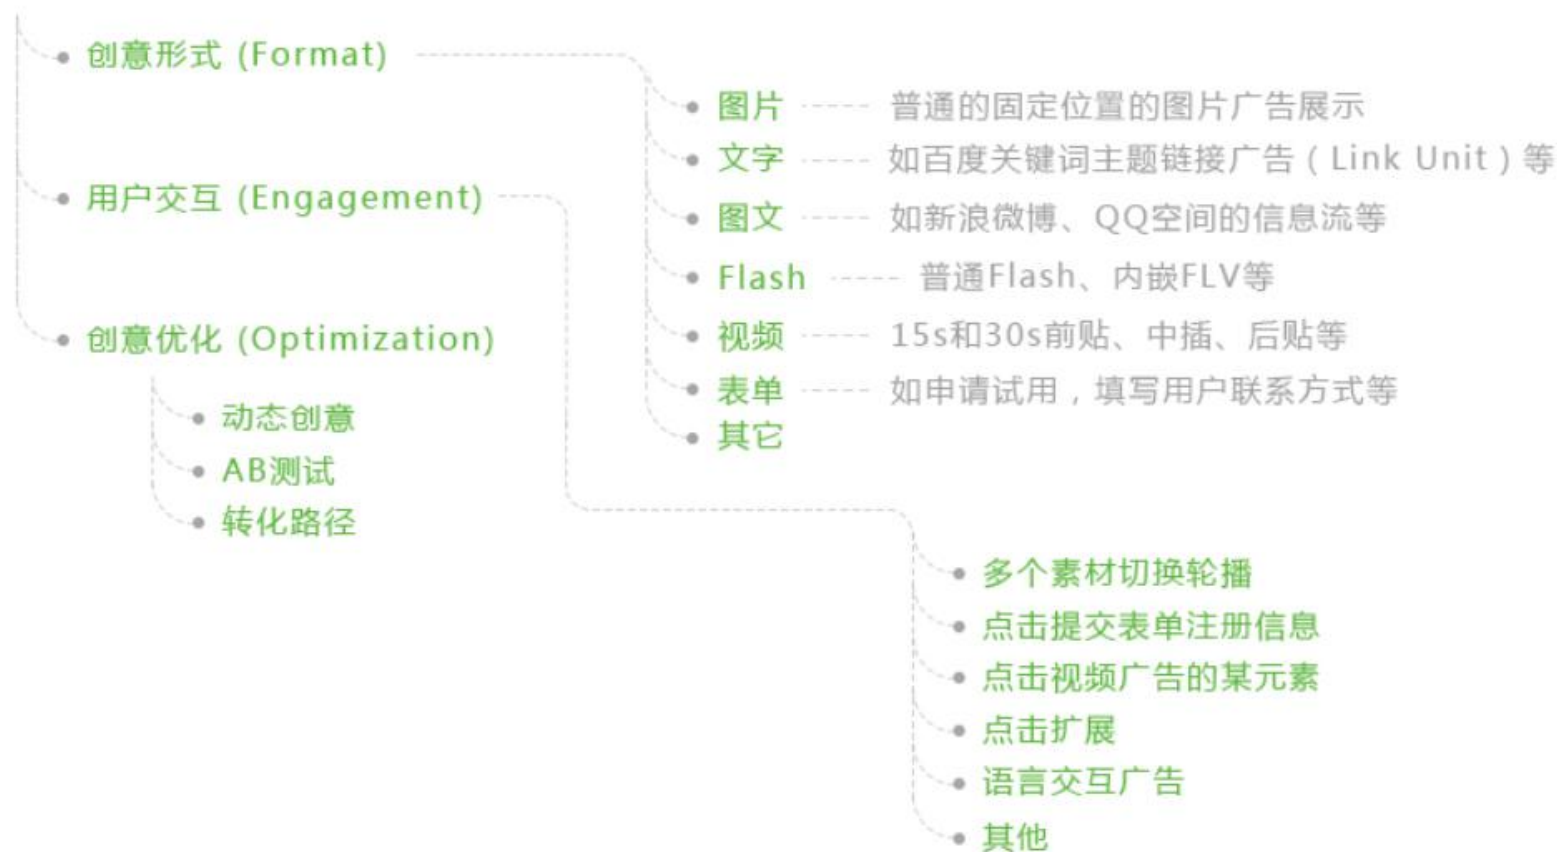 创意形式 (Format)
图片 普通的固定位置的图片广告展示
文字 如百度关键词主题链接广告 ( Link Unit ) 等
图文 如新浪微博、QQ空间的信息流等
Flash 普通Flash、内嵌FLV等
视频 15s和30s前贴、中插、后贴等
表单 如申请试用，填写用户联系方式等
其它
用户交互 (Engagement)
多个素材切换轮播
点击提交表单注册信息
点击视频广告的某元素
点击扩展
语言交互广告
其他
创意优化 (Optimization)
动态创意
AB测试
转化路径